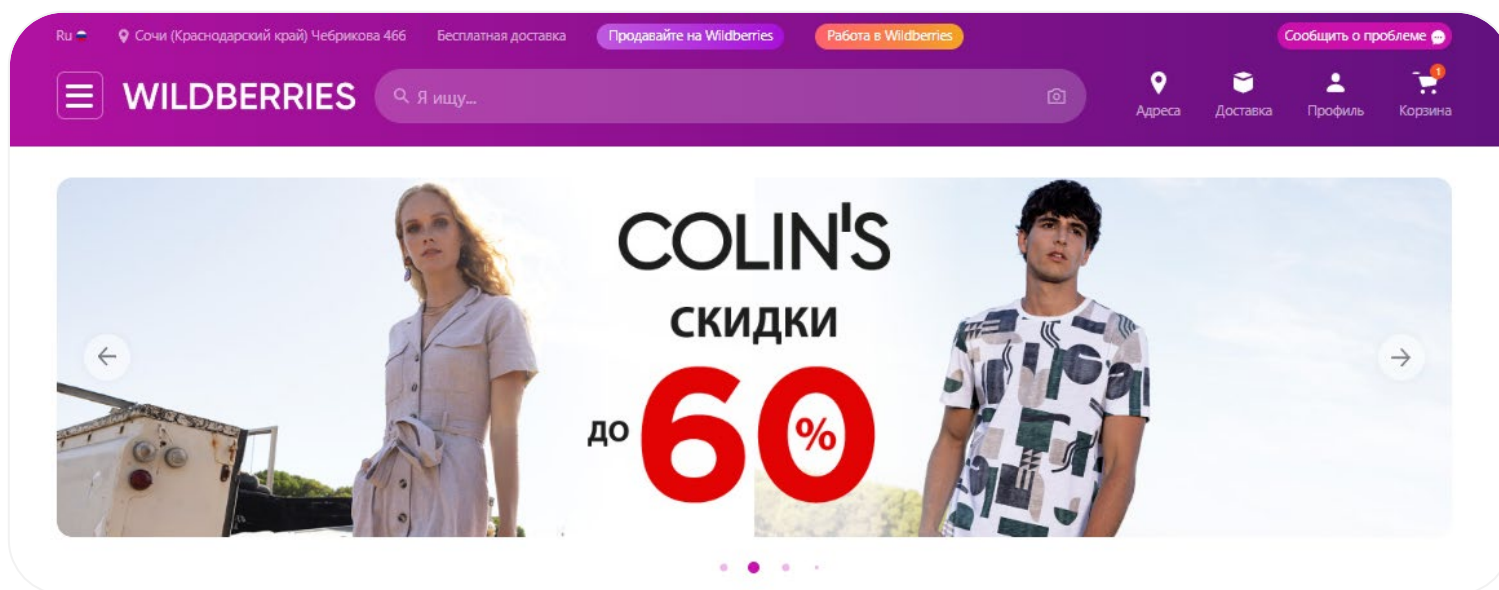 Ru
Сочи (Краснодарский край) Чебрикова 46б
Бесплатная доставка
Продавайте на Wildberries
Работа в Wildberries
Сообщить о проблеме
WILDBERRIES
Я ищу...
Адреса
Доставка
Профиль
1
Корзина
COLIN'S
СКИДКИ
ДО 60%